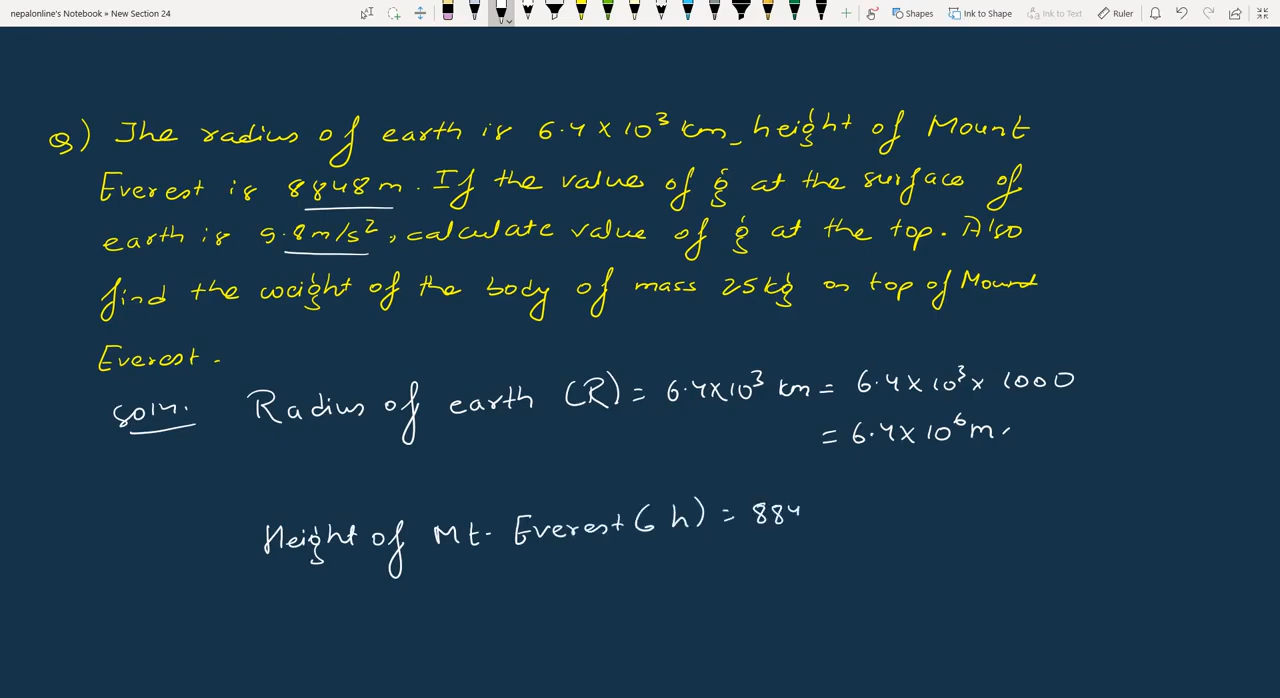 nepalonline's Notebook » New Section 24
Shapes Ink to Shape Ink to Text Ruler
Q) The radius of earth is 6.4 x 10³ km, height of Mount
Everest is 8848m. If the value of g at the surface of
earth is 9.8m/s², calculate value of g at the top. Also
find the weight of the body of mass 25kg on top of Mount
Everest.
Soln. Radius of earth (R) = 6.4x10³ km = 6.4 x 10³ x 1000
= 6.4 x 10⁶ m.
Height of Mt. Everest (h) = 884